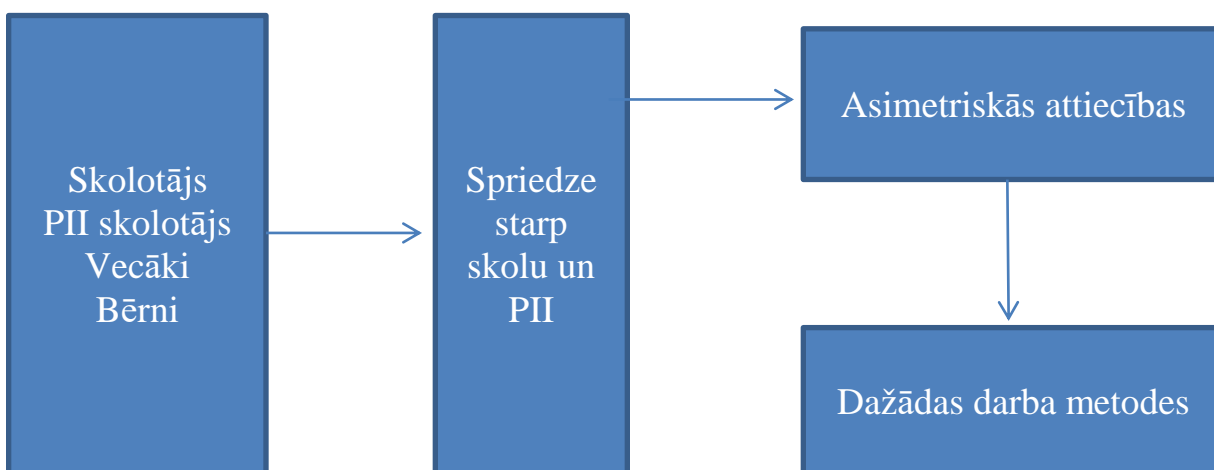 Skolotājs
PII skolotājs
Vecāki
Bērni
Spriedze
starp
skolu un
PII
Asimetriskās attiecības
Dažādas darba metodes